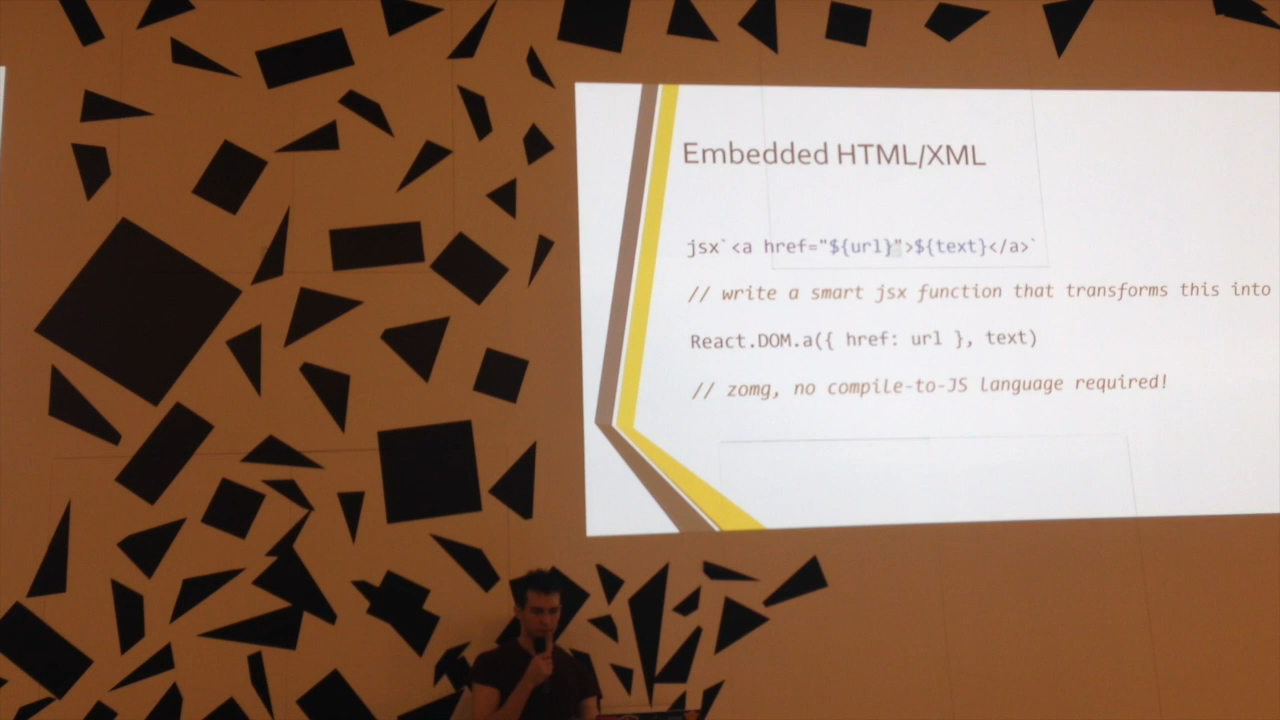 Embedded HTML/XML
jsx`<a href="${url}">${text}</a>`
// write a smart jsx function that transforms this into
React.DOM.a({ href: url }, text)
// zomg, no compile-to-JS language required!